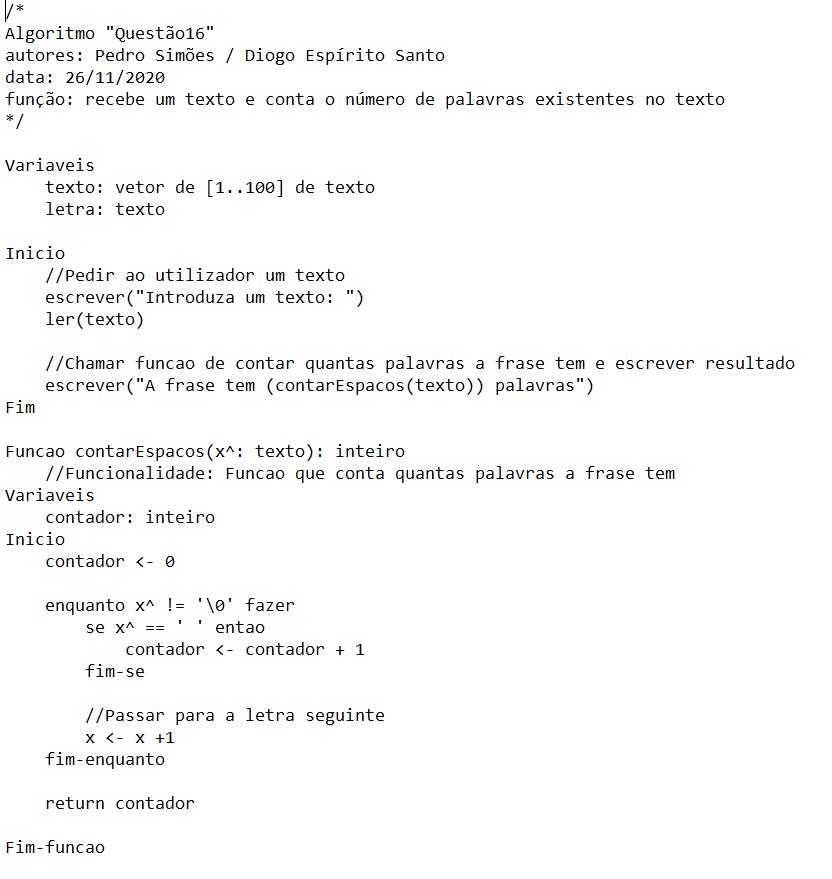 /*
Algoritmo "Questão16"
autores: Pedro Simões / Diogo Espírito Santo
data: 26/11/2020
função: recebe um texto e conta o número de palavras existentes no texto
*/

Variaveis
    texto: vetor de [1..100] de texto
    letra: texto

Inicio
    //Pedir ao utilizador um texto
    escrever("Introduza um texto: ")
    ler(texto)

    //Chamar funcao de contar quantas palavras a frase tem e escrever resultado
    escrever("A frase tem (contarEspacos(texto)) palavras")
Fim

Funcao contarEspacos(x^: texto): inteiro
    //Funcionalidade: Funcao que conta quantas palavras a frase tem
Variaveis
    contador: inteiro
Inicio
    contador <- 0

    enquanto x^ != '\0' fazer
        se x^ == ' ' entao
            contador <- contador + 1
        fim-se

        //Passar para a letra seguinte
        x <- x +1
    fim-enquanto

    return contador

Fim-funcao